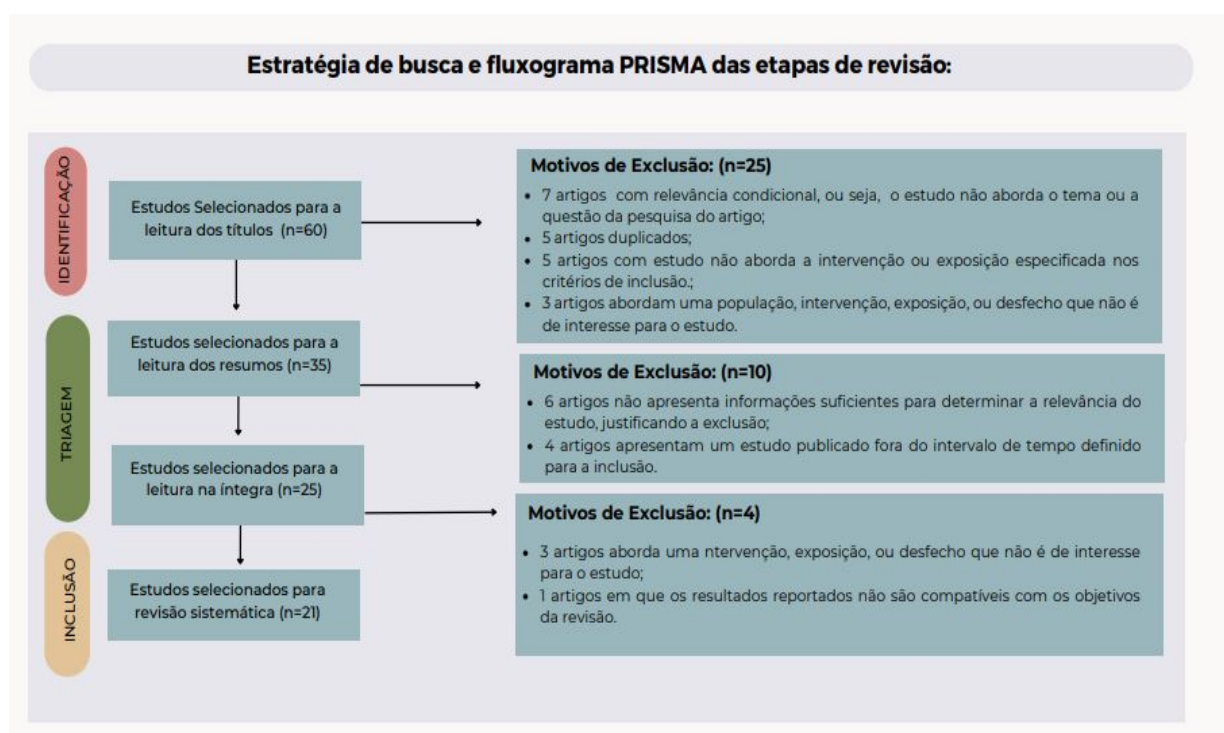 Estratégia de busca e fluxograma PRISMA das etapas de revisão:
IDENTIFICAÇÃO
Estudos Selecionados para a
leitura dos títulos (n=60)
Motivos de Exclusão: (n=25)
• 7 artigos com relevância condicional, ou seja, o estudo não aborda o tema ou a
questão da pesquisa do artigo;
• 5 artigos duplicados;
• 5 artigos com estudo não aborda a intervenção ou exposição especificada nos
critérios de inclusão.;
• 3 artigos abordam uma população, intervenção, exposição, ou desfecho que não é
de interesse para o estudo.
TRIAGEM
Estudos selecionados para a
leitura dos resumos (n=35)
Motivos de Exclusão: (n=10)
• 6 artigos não apresenta informações suficientes para determinar a relevância do
estudo, justificando a exclusão;
• 4 artigos apresentam um estudo publicado fora do intervalo de tempo definido
para a inclusão.
Estudos selecionados para a
leitura na íntegra (n=25)
Motivos de Exclusão: (n=4)
• 3 artigos aborda uma ntervenção, exposição, ou desfecho que não é de interesse
para o estudo;
• 1 artigos em que os resultados reportados não são compatíveis com os objetivos
da revisão.
INCLUSÃO
Estudos selecionados para
revisão sistemática (n=21)